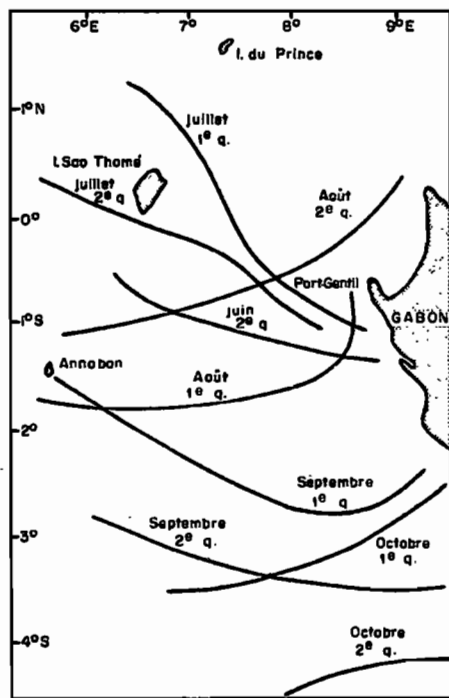 6°E 7° 8° 9°E
I. du Prince
1°N
Juillet
1e q.
I.Sao Thomé
Juillet
2e q
Août
2e q.
0°
Port-Gentil
GABON
1°S
Juin
2e q
Annobon
Août
1e q.
2°
Septembre
1e q
Septembre
2e q.
3°
Octobre
1e q.
4°S
Octobre
2e q.